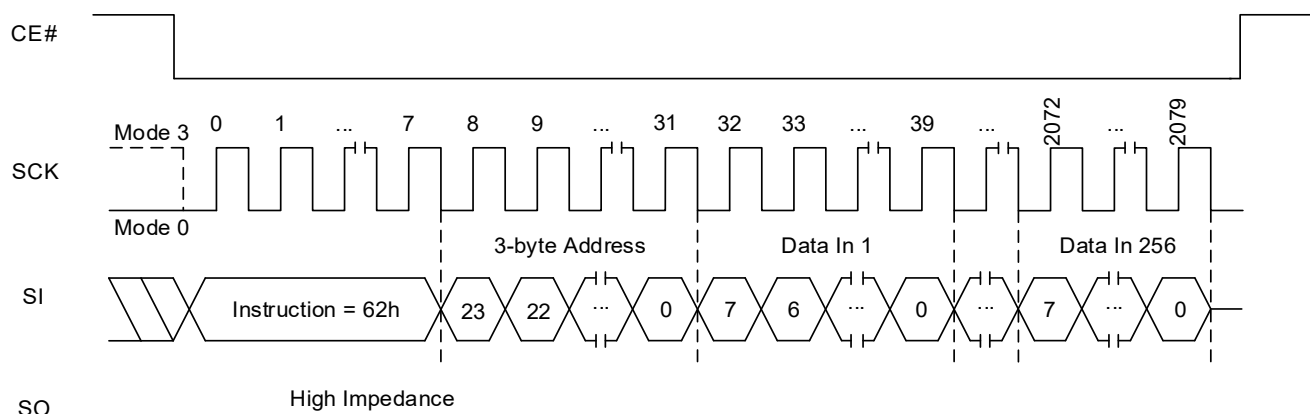 CE#
Mode 3 0 1 ... 7 8 9 ... 31 32 33 ... 39 ... 2072 ... 2079
SCK
Mode 0
3-byte Address Data In 1 Data In 256
SI Instruction = 62h 23 22 ... 0 7 6 ... 0 ... 7 ... 0
High Impedance
SO